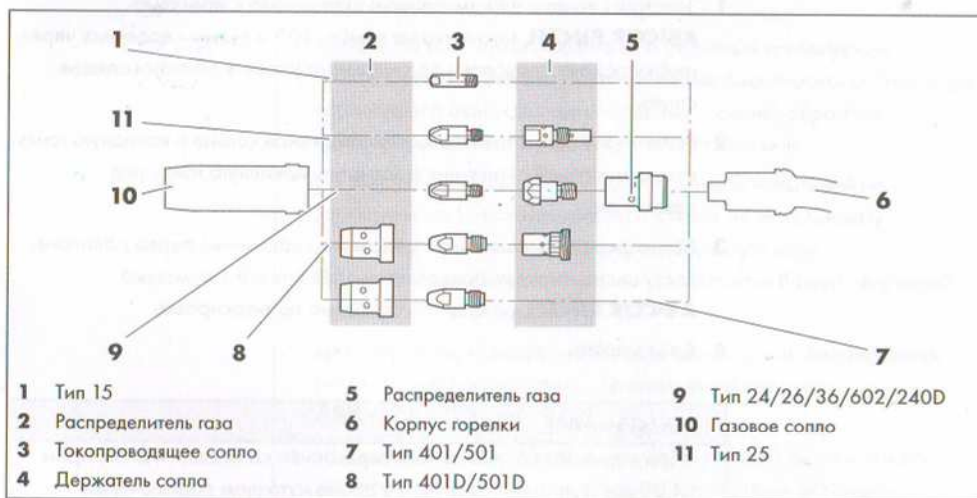 1 2 3 4 5
11
10 6
9 8 7
1 Тип 15
2 Распределитель газа
3 Токопроводящее сопло
4 Держатель сопла
5 Распределитель газа
6 Корпус горелки
7 Тип 401/501
8 Тип 401D/501D
9 Тип 24/26/36/602/240D
10 Газовое сопло
11 Тип 25